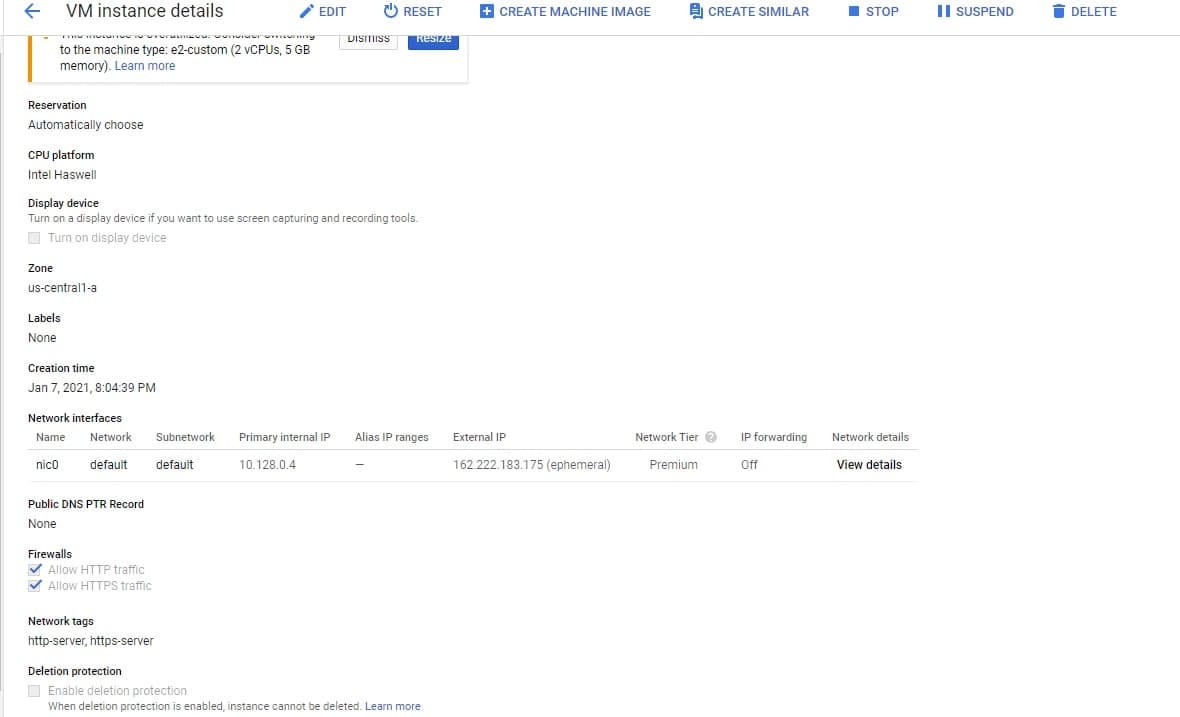 VM instance details EDIT RESET CREATE MACHINE IMAGE CREATE SIMILAR STOP SUSPEND DELETE
This instance is overutilized. Consider switching Dismiss Resize
to the machine type: e2-custom (2 vCPUs, 5 GB
memory). Learn more
Reservation
Automatically choose
CPU platform
Intel Haswell
Display device
Turn on a display device if you want to use screen capturing and recording tools.
Turn on display device
Zone
us-central1-a
Labels
None
Creation time
Jan 7, 2021, 8:04:39 PM
Network interfaces
Name Network Subnetwork Primary internal IP Alias IP ranges External IP Network Tier ? IP forwarding Network details
nic0 default default 10.128.0.4 — 162.222.183.175 (ephemeral) Premium Off View details
Public DNS PTR Record
None
Firewalls
Allow HTTP traffic
Allow HTTPS traffic
Network tags
http-server, https-server
Deletion protection
Enable deletion protection
When deletion protection is enabled, instance cannot be deleted. Learn more